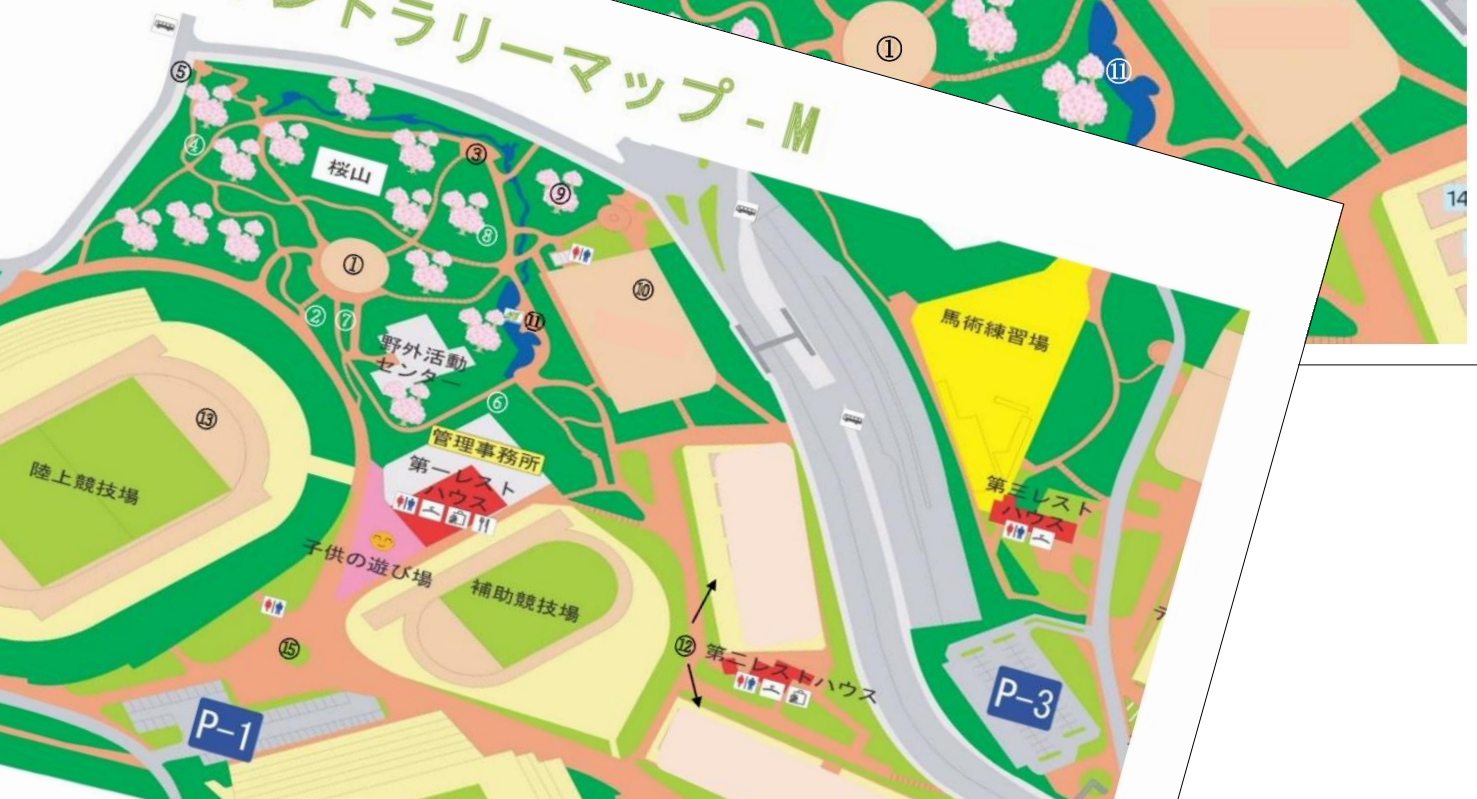 ントラリーマップ - M
①
⑪
14
⑤
④
③
桜山
⑨
⑧
①
⑩
②
⑦
⑪
野外活動
センター
馬術練習場
⑥
⑬
管理事務所
第一レスト
ハウス
陸上競技場
第三レスト
ハウス
子供の遊び場
補助競技場
⑫
⑮
第二レストハウス
P-1
P-3